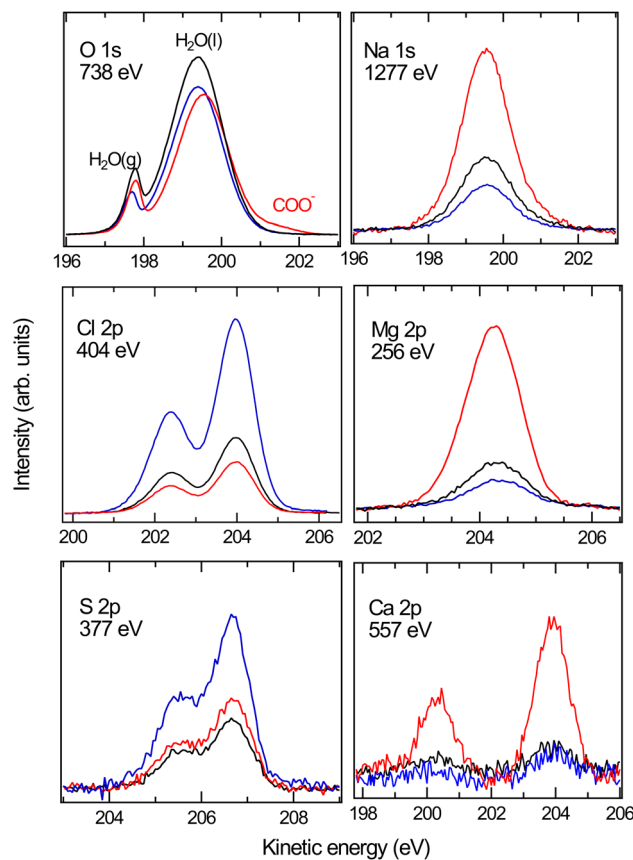 O 1s
738 eV
H₂O(l)
H₂O(g)
COO⁻
196 198 200 202
Na 1s
1277 eV
196 198 200 202
Cl 2p
404 eV
200 202 204 206
Mg 2p
256 eV
202 204 206
S 2p
377 eV
204 206 208
Ca 2p
557 eV
198 200 202 204 206
Intensity (arb. units)
Kinetic energy (eV)